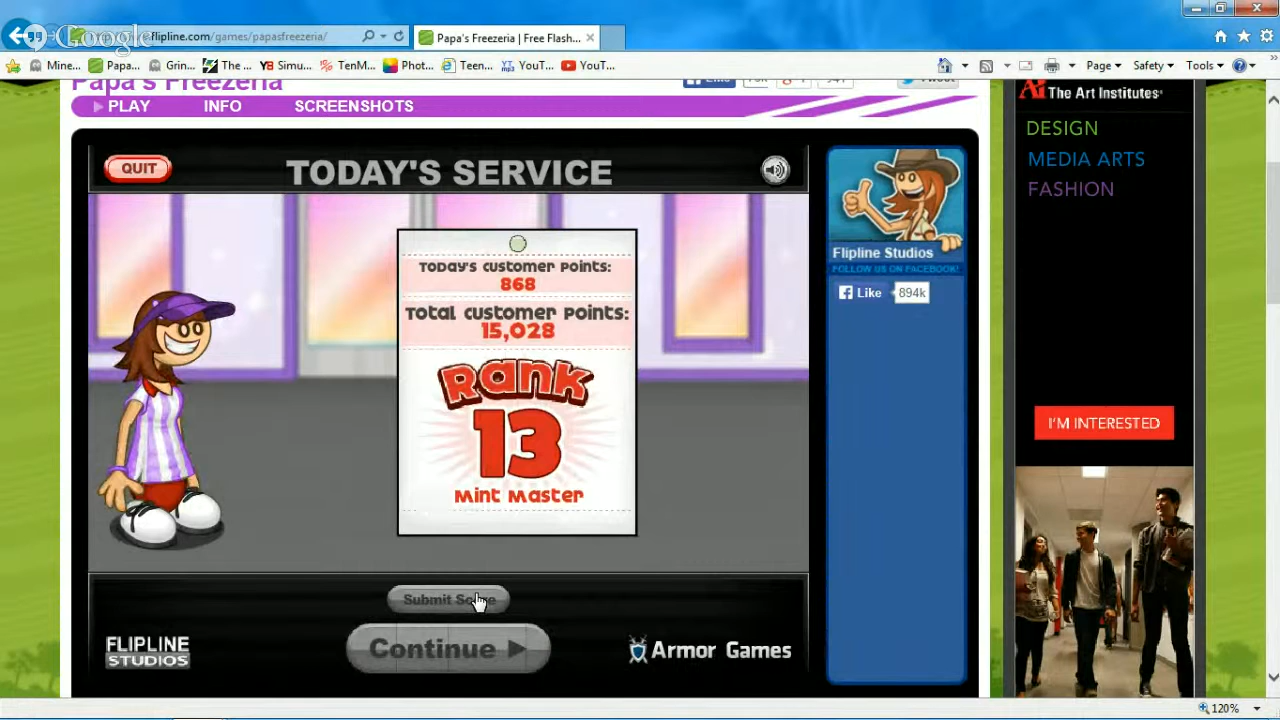 flipline.com/games/papasfreezeria/
Papa's Freezeria | Free Flash...
Google
Mine...
Papa...
Grin...
The ...
Simu...
TenM...
Phot...
Teen...
YouT...
YouT...
Page
Safety
Tools
Papa's Freezeria
Like
Tweet
PLAY
INFO
SCREENSHOTS
The Art Institutes
DESIGN
MEDIA ARTS
FASHION
I'M INTERESTED
QUIT
TODAY'S SERVICE
Today's customer points:
868
Total customer points:
15,028
Rank
13
Mint Master
Flipline Studios
FOLLOW US ON FACEBOOK!
Like
894k
Submit Score
Continue
FLIPLINE
STUDIOS
Armor Games
120%